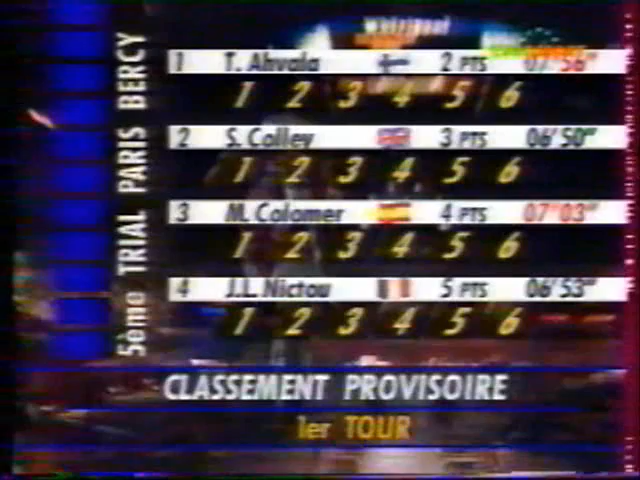 Whirlpool
5ème TRIAL PARIS BERCY
1 T. Ahvala 2 PTS 07'56"
1 2 3 4 5 6
2 S. Colley 3 PTS 06'50"
1 2 3 4 5 6
3 M. Colomer 4 PTS 07'03"
1 2 3 4 5 6
4 J.L. Nictou 5 PTS 06'53"
1 2 3 4 5 6
CLASSEMENT PROVISOIRE
1er TOUR